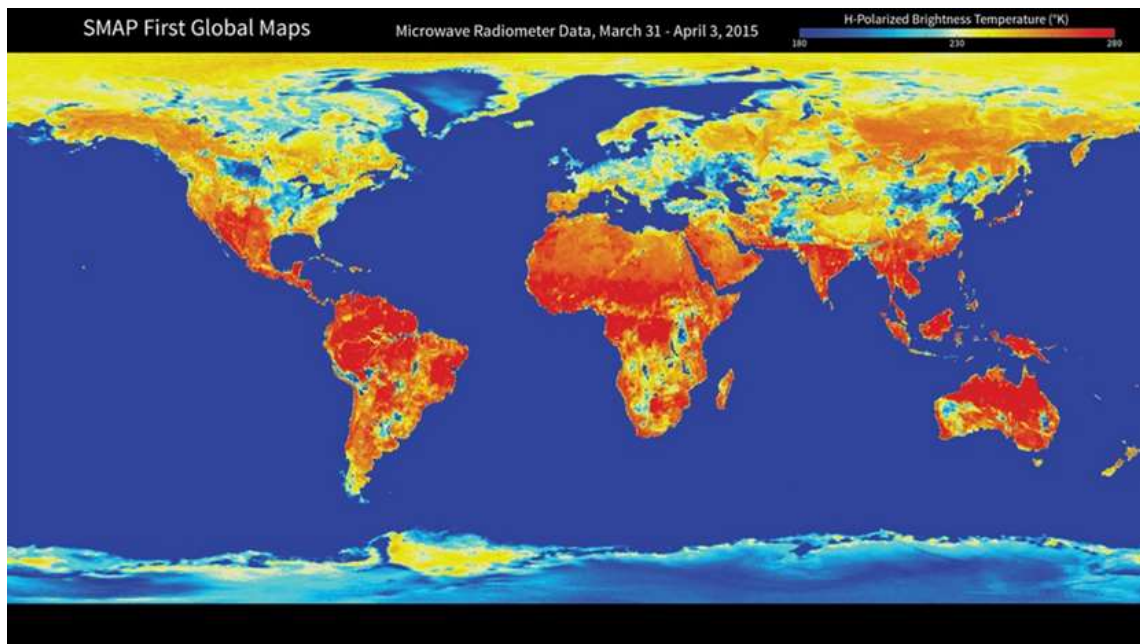 SMAP First Global Maps
Microwave Radiometer Data, March 31 - April 3, 2015
H-Polarized Brightness Temperature (°K)
180 230 280